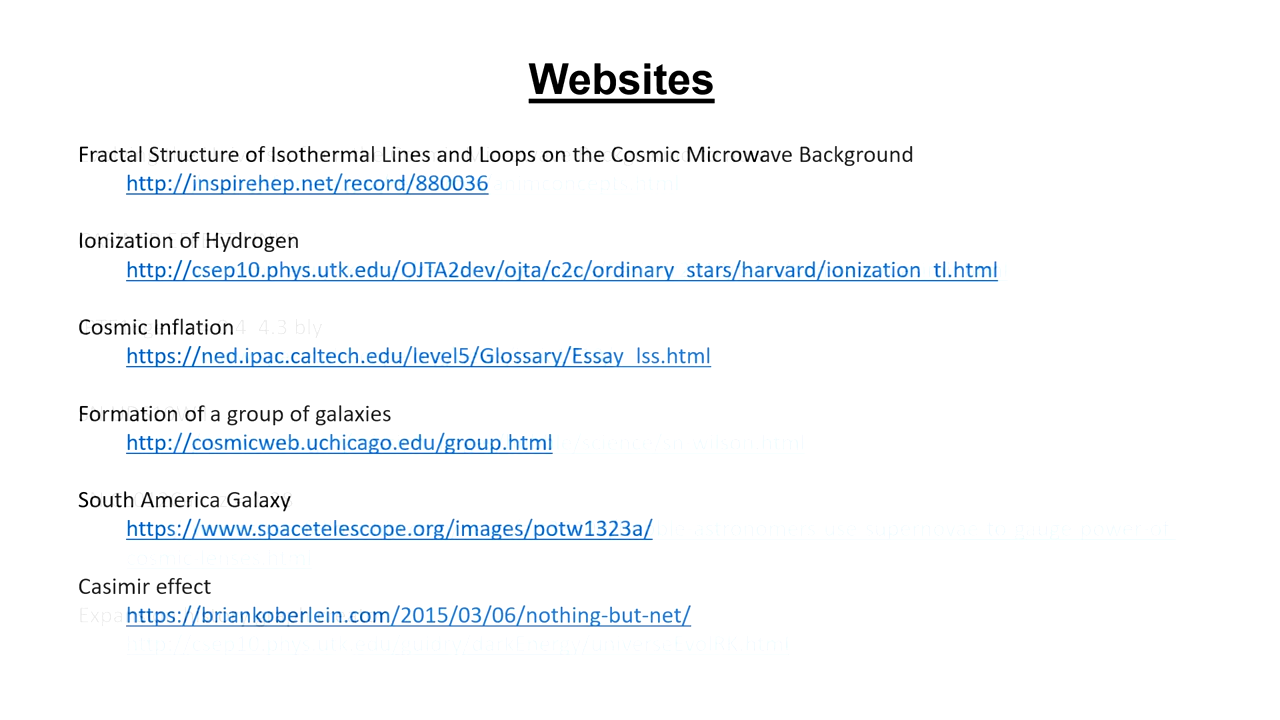 Websites
Fractal Structure of Isothermal Lines and Loops on the Cosmic Microwave Background
http://inspirehep.net/record/880036
Ionization of Hydrogen
http://csep10.phys.utk.edu/OJTA2dev/ojta/c2c/ordinary_stars/harvard/ionization_tl.html
Cosmic Inflation
4.3 bly
https://ned.ipac.caltech.edu/level5/Glossary/Essay_lss.html
Formation of a group of galaxies
http://cosmicweb.uchicago.edu/group.html
South America Galaxy
https://www.spacetelescope.org/images/potw1323a/
Casimir effect
https://briankoberlein.com/2015/03/06/nothing-but-net/